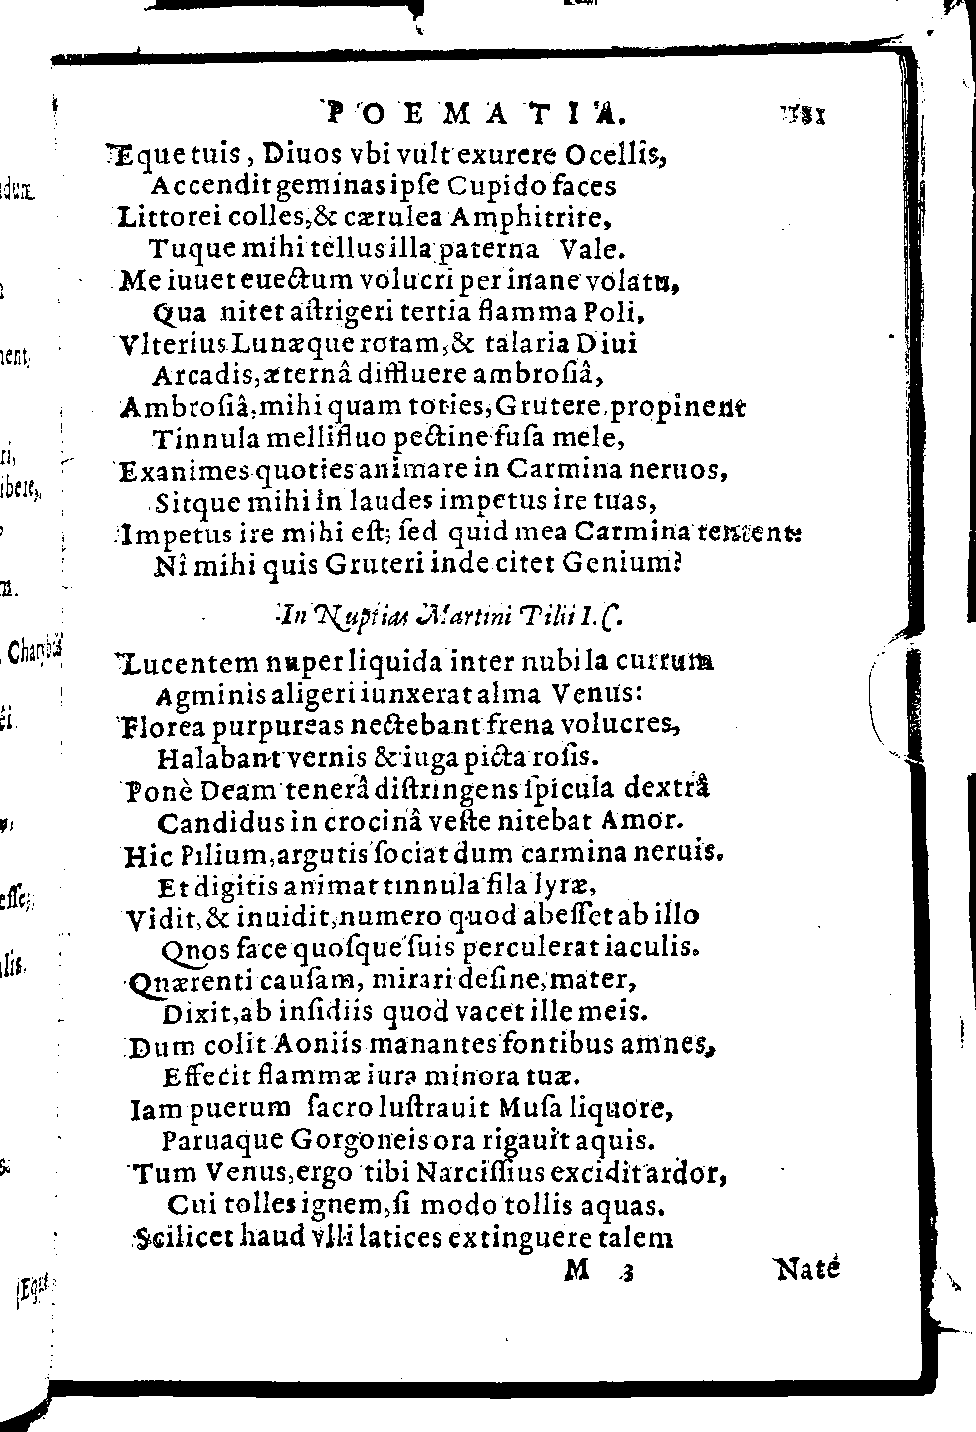 POEMATIA. 181
Eque tuis, Diuos vbi vult exurere Ocellis,
Accendit geminas ipſe Cupido faces
Littorei colles, & cærulea Amphitrite,
Tuque mihi tellus illa paterna Vale.
Me iuuet euectum volucri per inane volatu,
Qua nitet aſtrigeri tertia flamma Poli,
Vlterius Lunæque rotam, & talaria Diui
Arcadis, æternâ diffluere ambroſiâ,
Ambroſiâ, mihi quam toties, Grutere, propinent
Tinnula mellifluo pectine fuſa mele,
Exanimes quoties animare in Carmina neruos,
Sitque mihi in laudes impetus ire tuas,
Impetus ire mihi eſt; ſed quid mea Carmina tentent:
Nî mihi quis Gruteri inde citet Genium?
In Nuptias Martini Tilii I. C.
Lucentem nuper liquida inter nubila currum
Agminis aligeri iunxerat alma Venus:
Florea purpureas nectebant frena volucres,
Halabant vernis & iuga picta roſis.
Ponè Deam tenerâ diſtringens ſpicula dextrâ
Candidus in crocinâ veſte nitebat Amor.
Hic Pilium, argutis ſociat dum carmina neruis.
Et digitis animat tinnula fila lyræ,
Vidit, & inuidit, numero quod abeſſet ab illo
Quos face quoſque ſuis perculerat iaculis.
Quærenti cauſam, mirari deſine, mater,
Dixit, ab inſidiis quod vacet ille meis.
Dum colit Aoniis manantes fontibus amnes,
Effecit flammæ iura minora tuæ.
Iam puerum ſacro luſtrauit Muſa liquore,
Paruaque Gorgoneis ora rigauit aquis.
Tum Venus, ergo tibi Narciſſius excidit ardor,
Cui tolles ignem, ſi modo tollis aquas.
Scilicet haud vlli latices extinguere talem
M 3 Naté